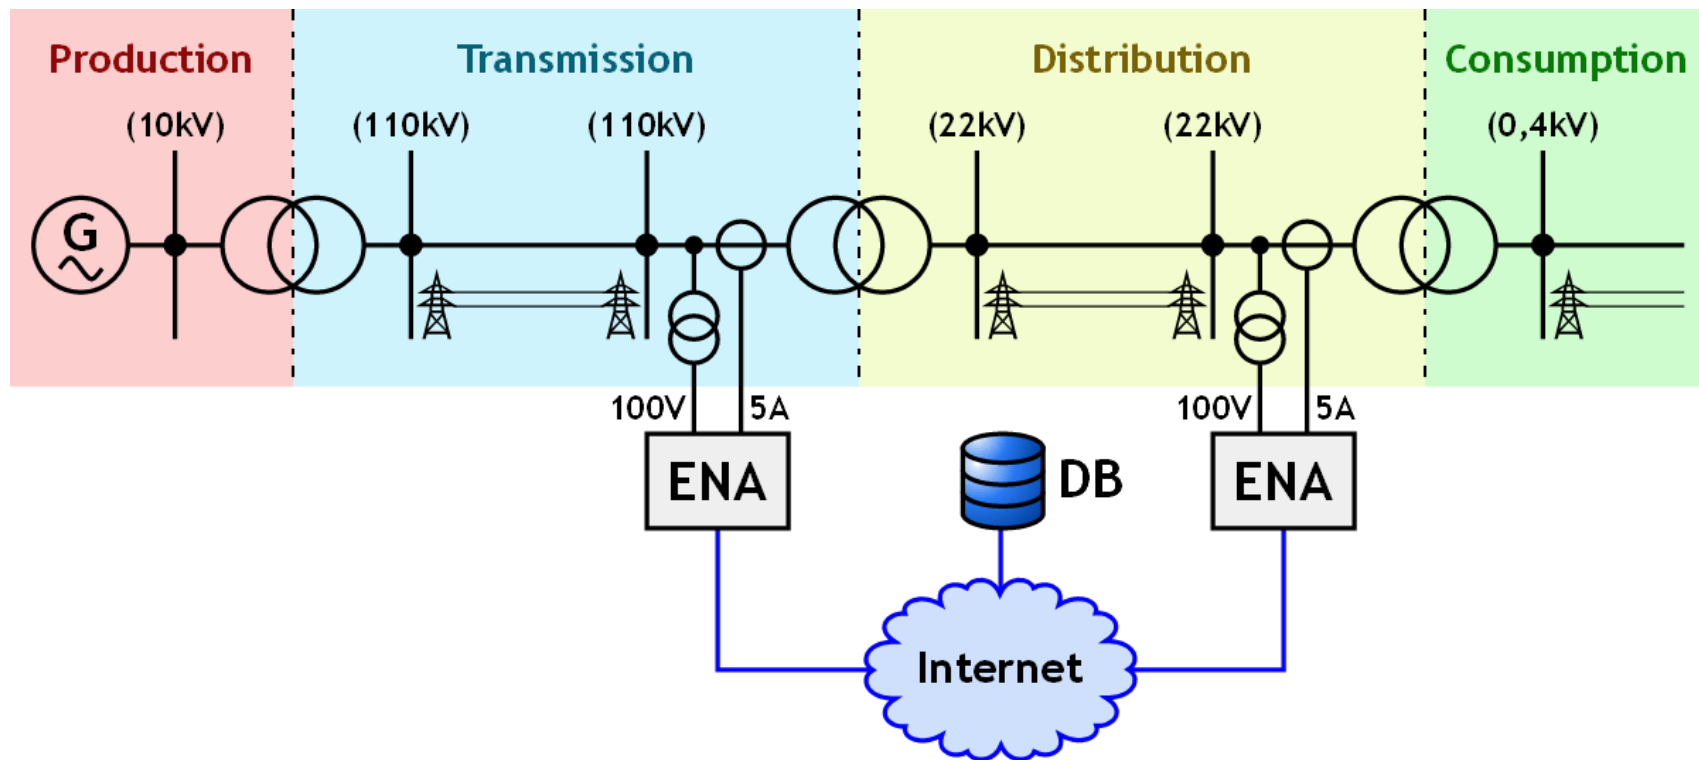 Production
Transmission
Distribution
Consumption
(10kV)
(110kV)
(110kV)
(22kV)
(22kV)
(0,4kV)
G
100V
5A
100V
5A
ENA
DB
ENA
Internet